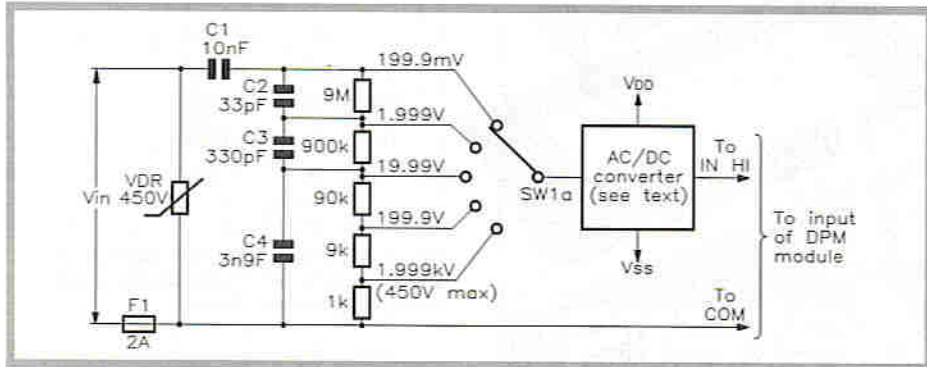 C1
10nF
C2
33pF
C3
330pF
C4
3n9F
VDR
Vin 450V
F1
2A
9M
900k
90k
9k
1k
199.9mV
1.999V
19.99V
199.9V
1.999kV
(450V max)
SW1a
VDD
AC/DC
converter
(see text)
Vss
To
IN HI
To input
of DPM
module
To
COM